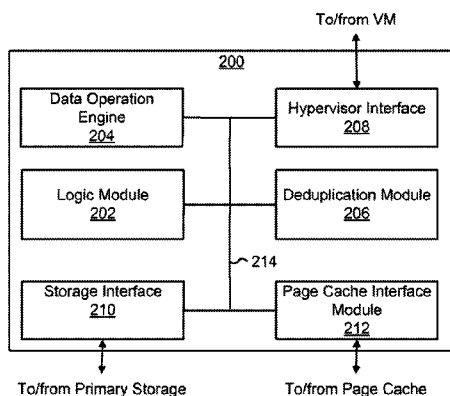 To/from VM
200
Data Operation
Engine
204
Hypervisor Interface
208
Logic Module
202
Deduplication Module
206
214
Storage Interface
210
Page Cache Interface
Module
212
To/from Primary Storage
To/from Page Cache